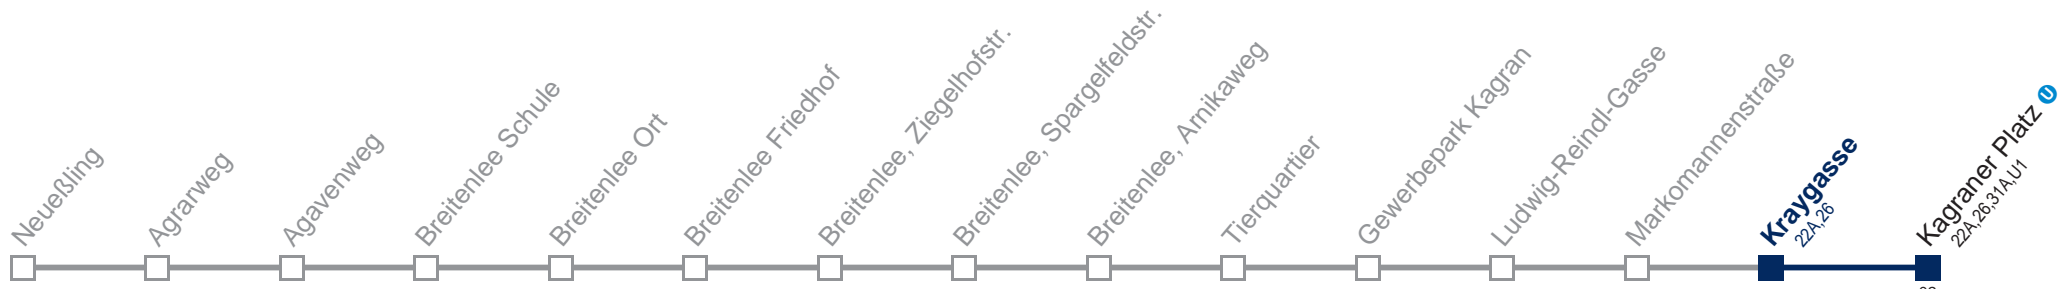 Neueßling
Agrarweg
Agavenweg
Breitenlee Schule
Breitenlee Ort
Breitenlee Friedhof
Breitenlee, Ziegelhofstr.
Breitenlee, Spargelfeldstr.
Breitenlee, Arnikaweg
Tierquartier
Gewerbepark Kagran
Ludwig-Reindl-Gasse
Markomannenstraße
Kraygasse
22A,26
Kagraner Platz U
22A,26,31A,U1